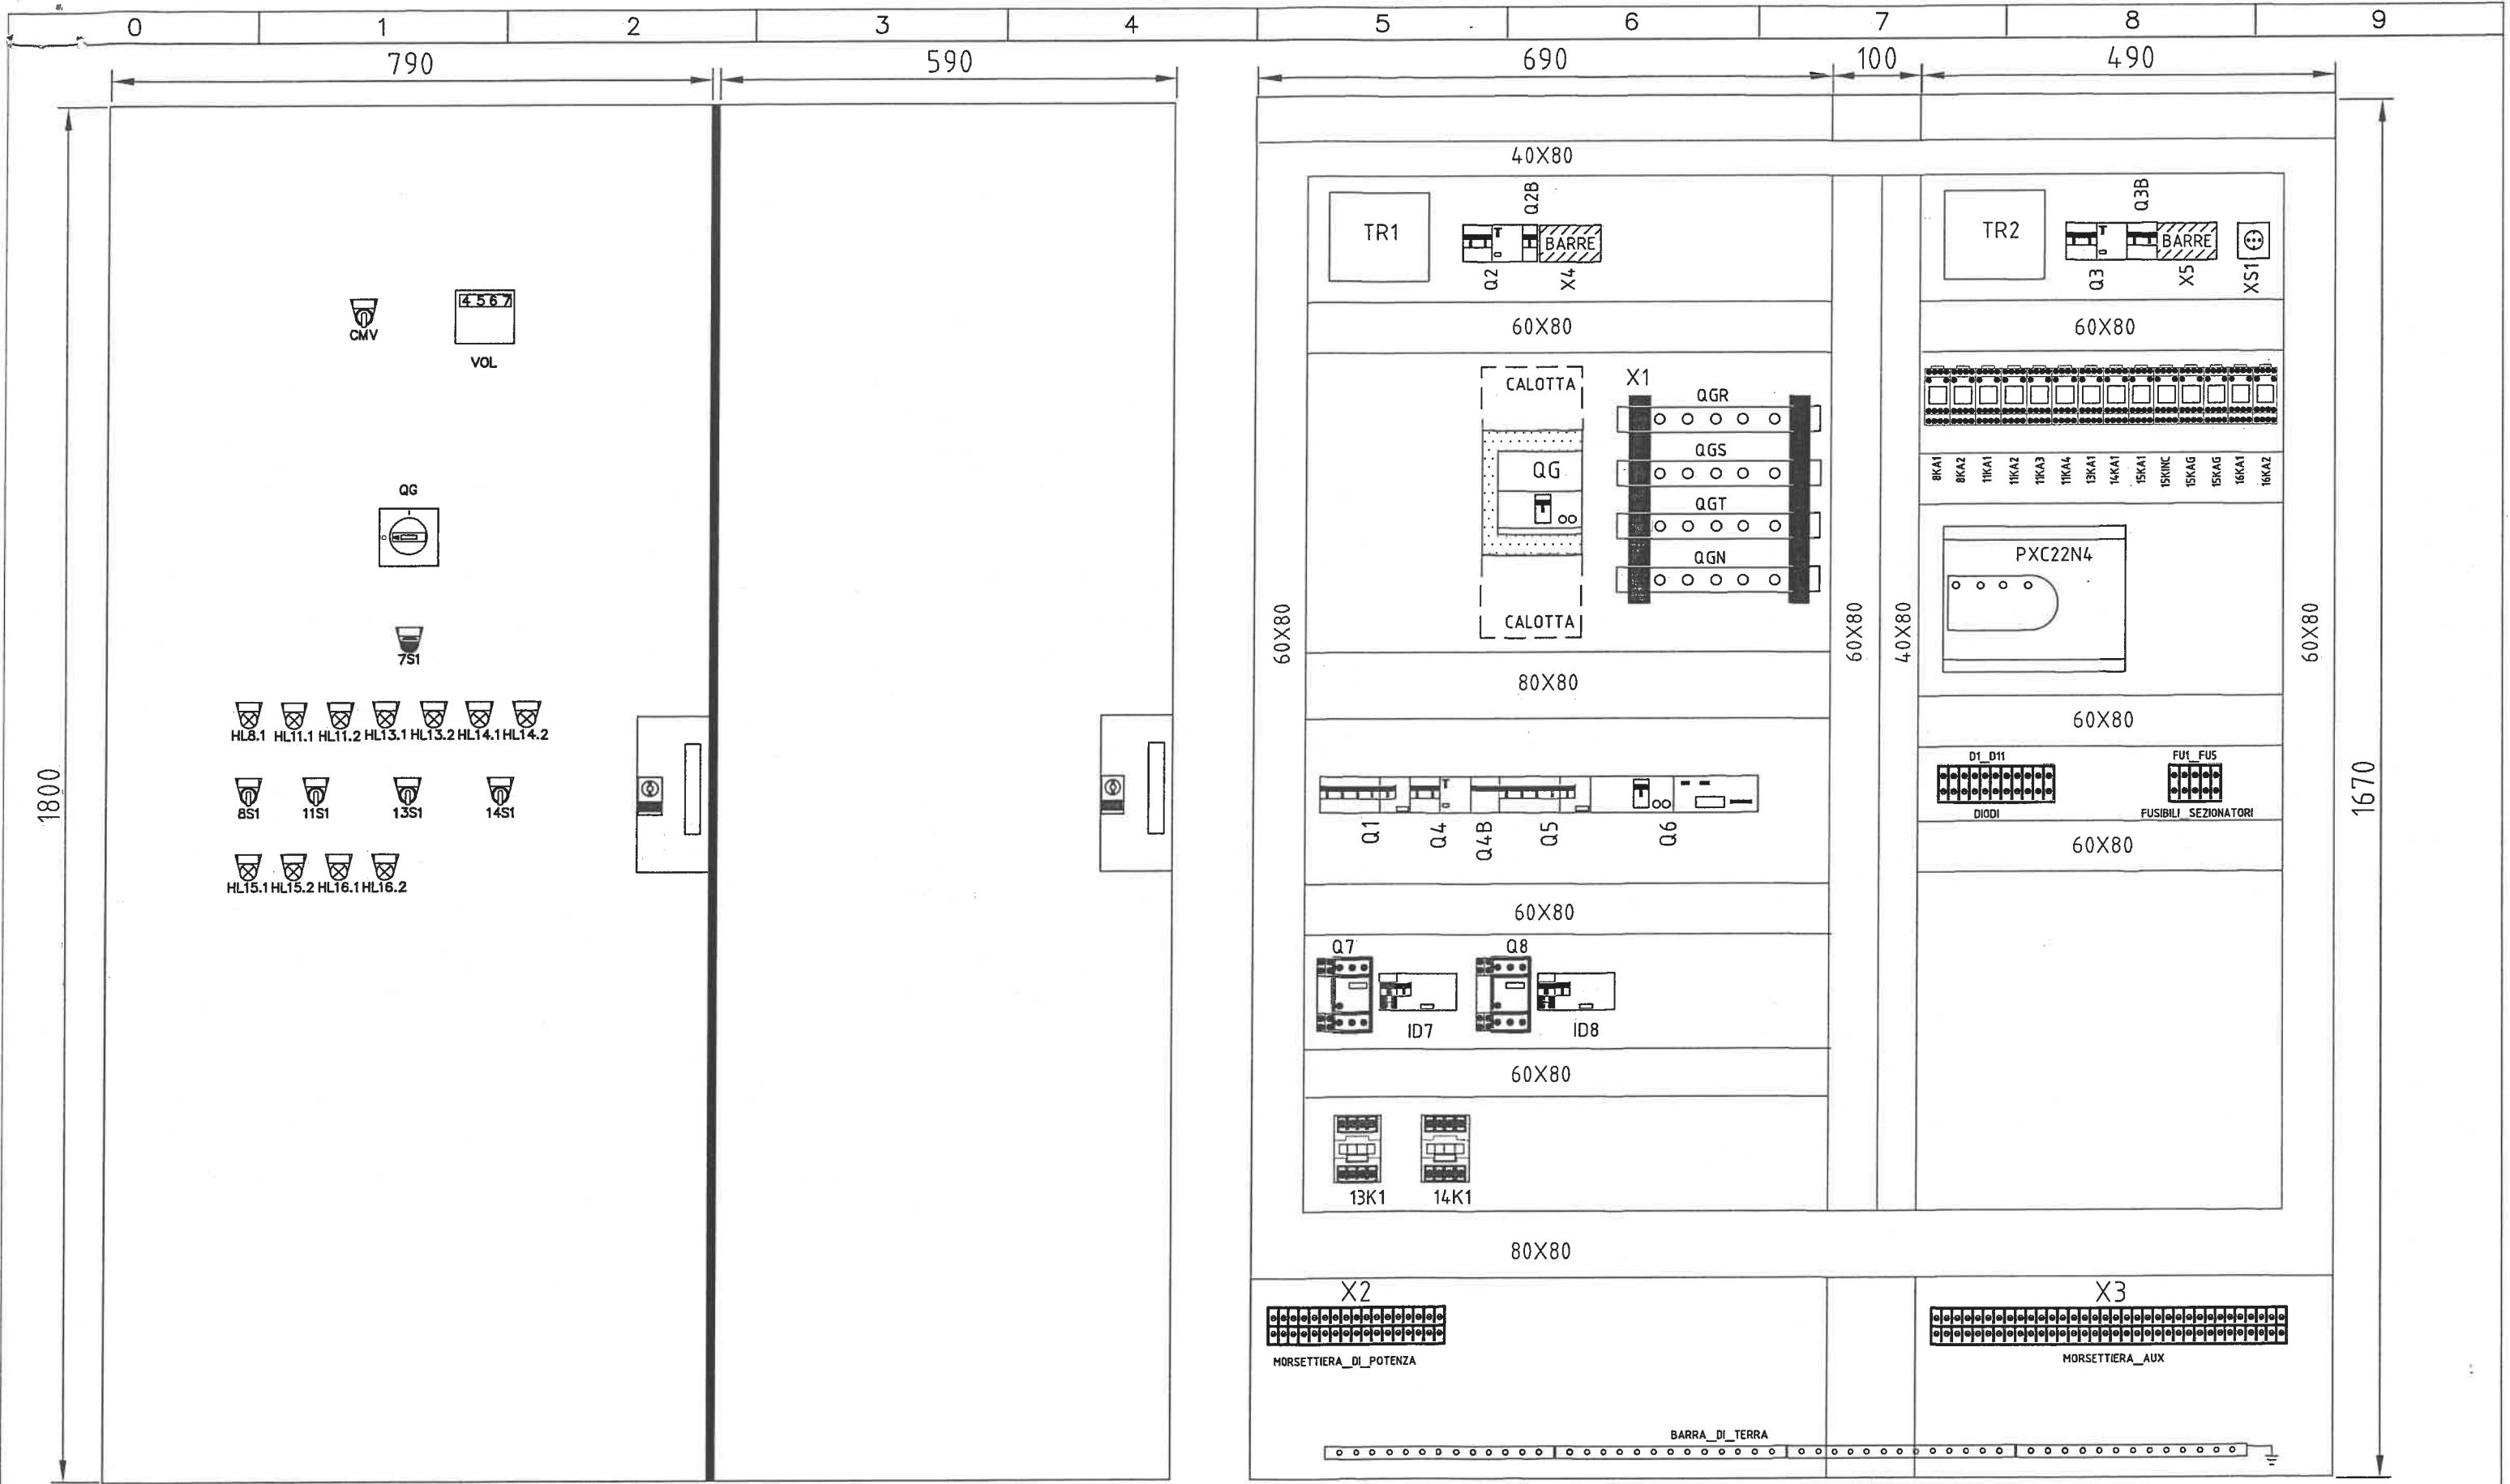 0 1 2 3 4 5 6 7 8 9
790 590 690 100 490
1800
CMV
4 5 6 7
VOL
QG
7S1
HL8.1 HL11.1 HL11.2 HL13.1 HL13.2 HL14.1 HL14.2
8S1 11S1 13S1 14S1
HL15.1 HL15.2 HL16.1 HL16.2
40X80
TR1
Q2B
BARRE
Q2
X4
60X80
CALOTTA
QG
CALOTTA
X1
QGR
QGS
QGT
QGN
60X80
80X80
Q1 Q4 Q4B Q5 Q6
60X80
Q7 Q8
ID7 ID8
60X80
13K1 14K1
60X80
40X80
TR2
Q3B
BARRE
Q3
X5
XS1
60X80
8KA1 8KA2 11KA1 11KA2 11KA3 11KA4 13KA1 14KA1 15KA1 15KINC 15KAG 15KAG 16KA1 16KA2
PXC22N4
60X80
60X80
D1_D11
DIODI
FU1_FU5
FUSIBILI_SEZIONATORI
60X80
1670
80X80
X2
MORSETTIERA_DI_POTENZA
X3
MORSETTIERA_AUX
BARRA_DI_TERRA